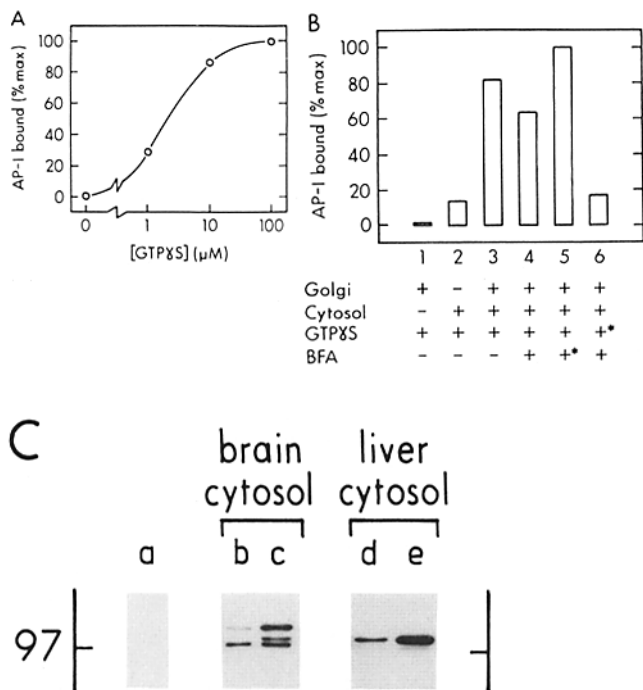 A
AP-1 bound (% max)
100
80
60
40
20
0
0 1 10 100
[GTPɣS] (µM)
B
AP-1 bound (% max)
100
80
60
40
20
0
1 2 3 4 5 6
Golgi + - + + + +
Cytosol - + + + + +
GTPɣS + + + + + +*
BFA - - - + +* +
C
brain cytosol
liver cytosol
a b c d e
97